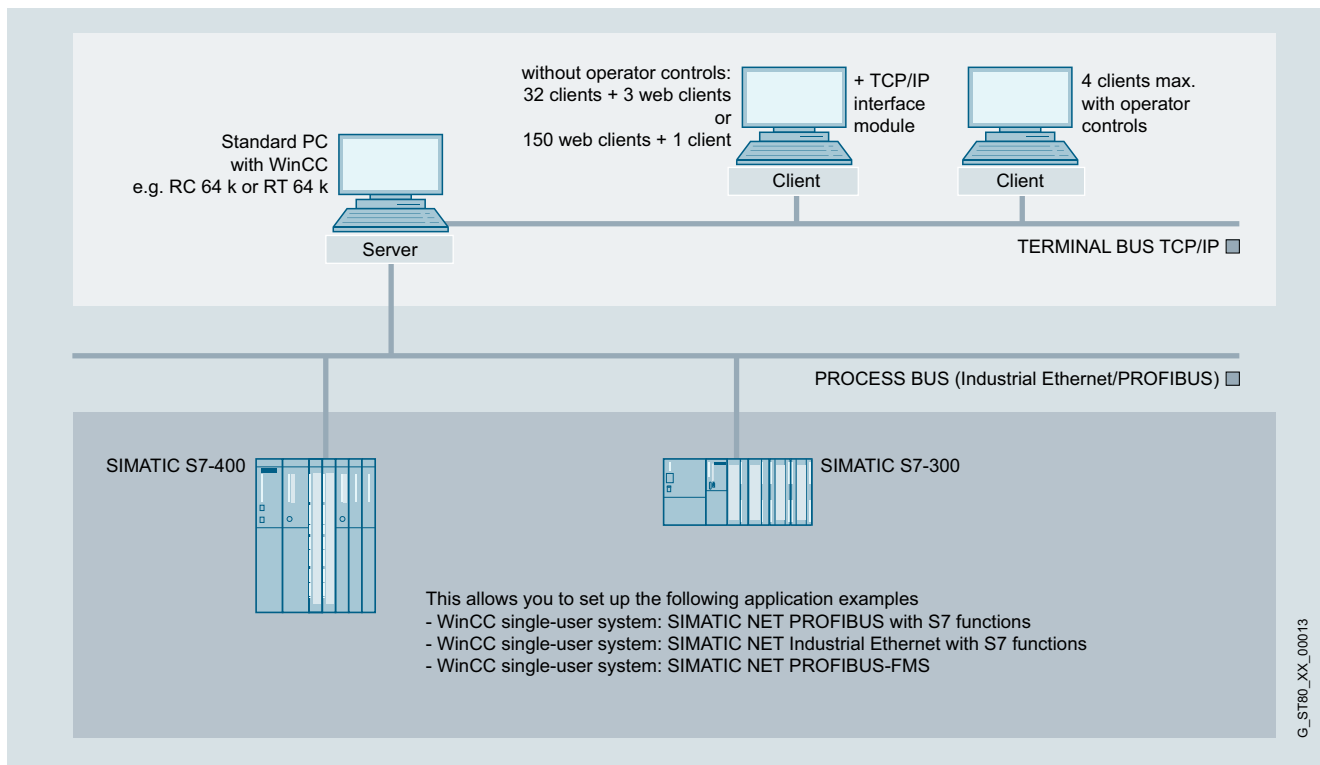 without operator controls:
32 clients + 3 web clients
or
150 web clients + 1 client
+ TCP/IP
interface
module
4 clients max.
with operator
controls
Standard PC
with WinCC
e.g. RC 64 k or RT 64 k
Client
Client
Server
TERMINAL BUS TCP/IP
PROCESS BUS (Industrial Ethernet/PROFIBUS)
SIMATIC S7-400
SIMATIC S7-300
This allows you to set up the following application examples
- WinCC single-user system: SIMATIC NET PROFIBUS with S7 functions
- WinCC single-user system: SIMATIC NET Industrial Ethernet with S7 functions
- WinCC single-user system: SIMATIC NET PROFIBUS-FMS
G_ST80_XX_00013